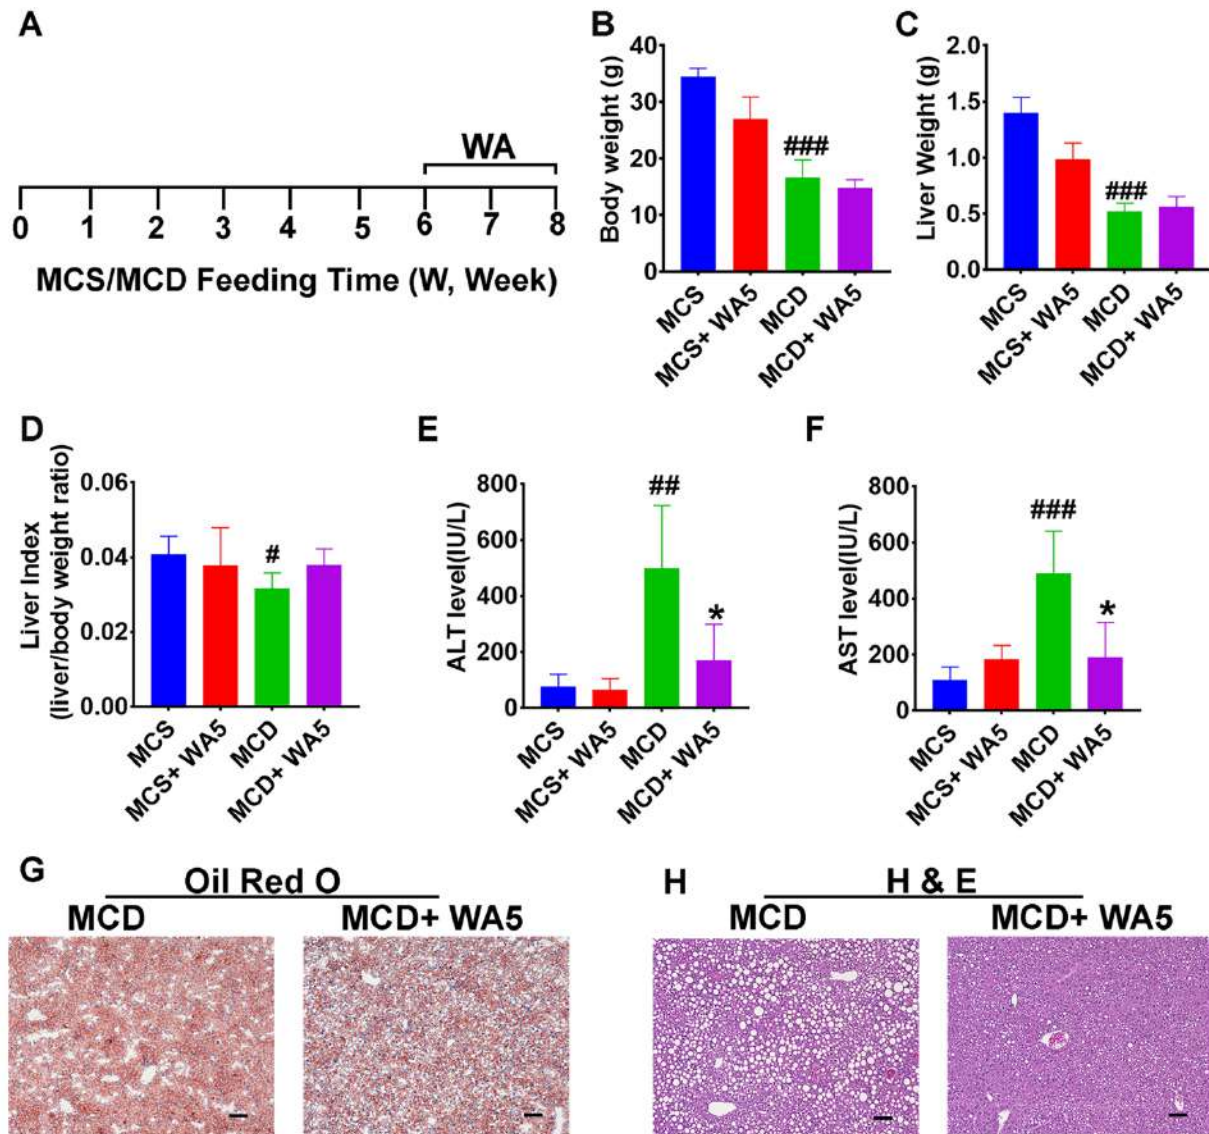 A
WA
0 1 2 3 4 5 6 7 8
MCS/MCD Feeding Time (W, Week)
B
Body weight (g)
40
30
20
10
0
###
MCS
MCS+ WA5
MCD
MCD+ WA5
C
Liver Weight (g)
2.0
1.5
1.0
0.5
0.0
###
MCS
MCS+ WA5
MCD
MCD+ WA5
D
Liver Index
(liver/body weight ratio)
0.06
0.04
0.02
0.00
#
MCS
MCS+ WA5
MCD
MCD+ WA5
E
ALT level(IU/L)
800
600
400
200
0
##
*
MCS
MCS+ WA5
MCD
MCD+ WA5
F
AST level(IU/L)
800
600
400
200
0
###
*
MCS
MCS+ WA5
MCD
MCD+ WA5
G
Oil Red O
MCD MCD+ WA5
H
H & E
MCD MCD+ WA5